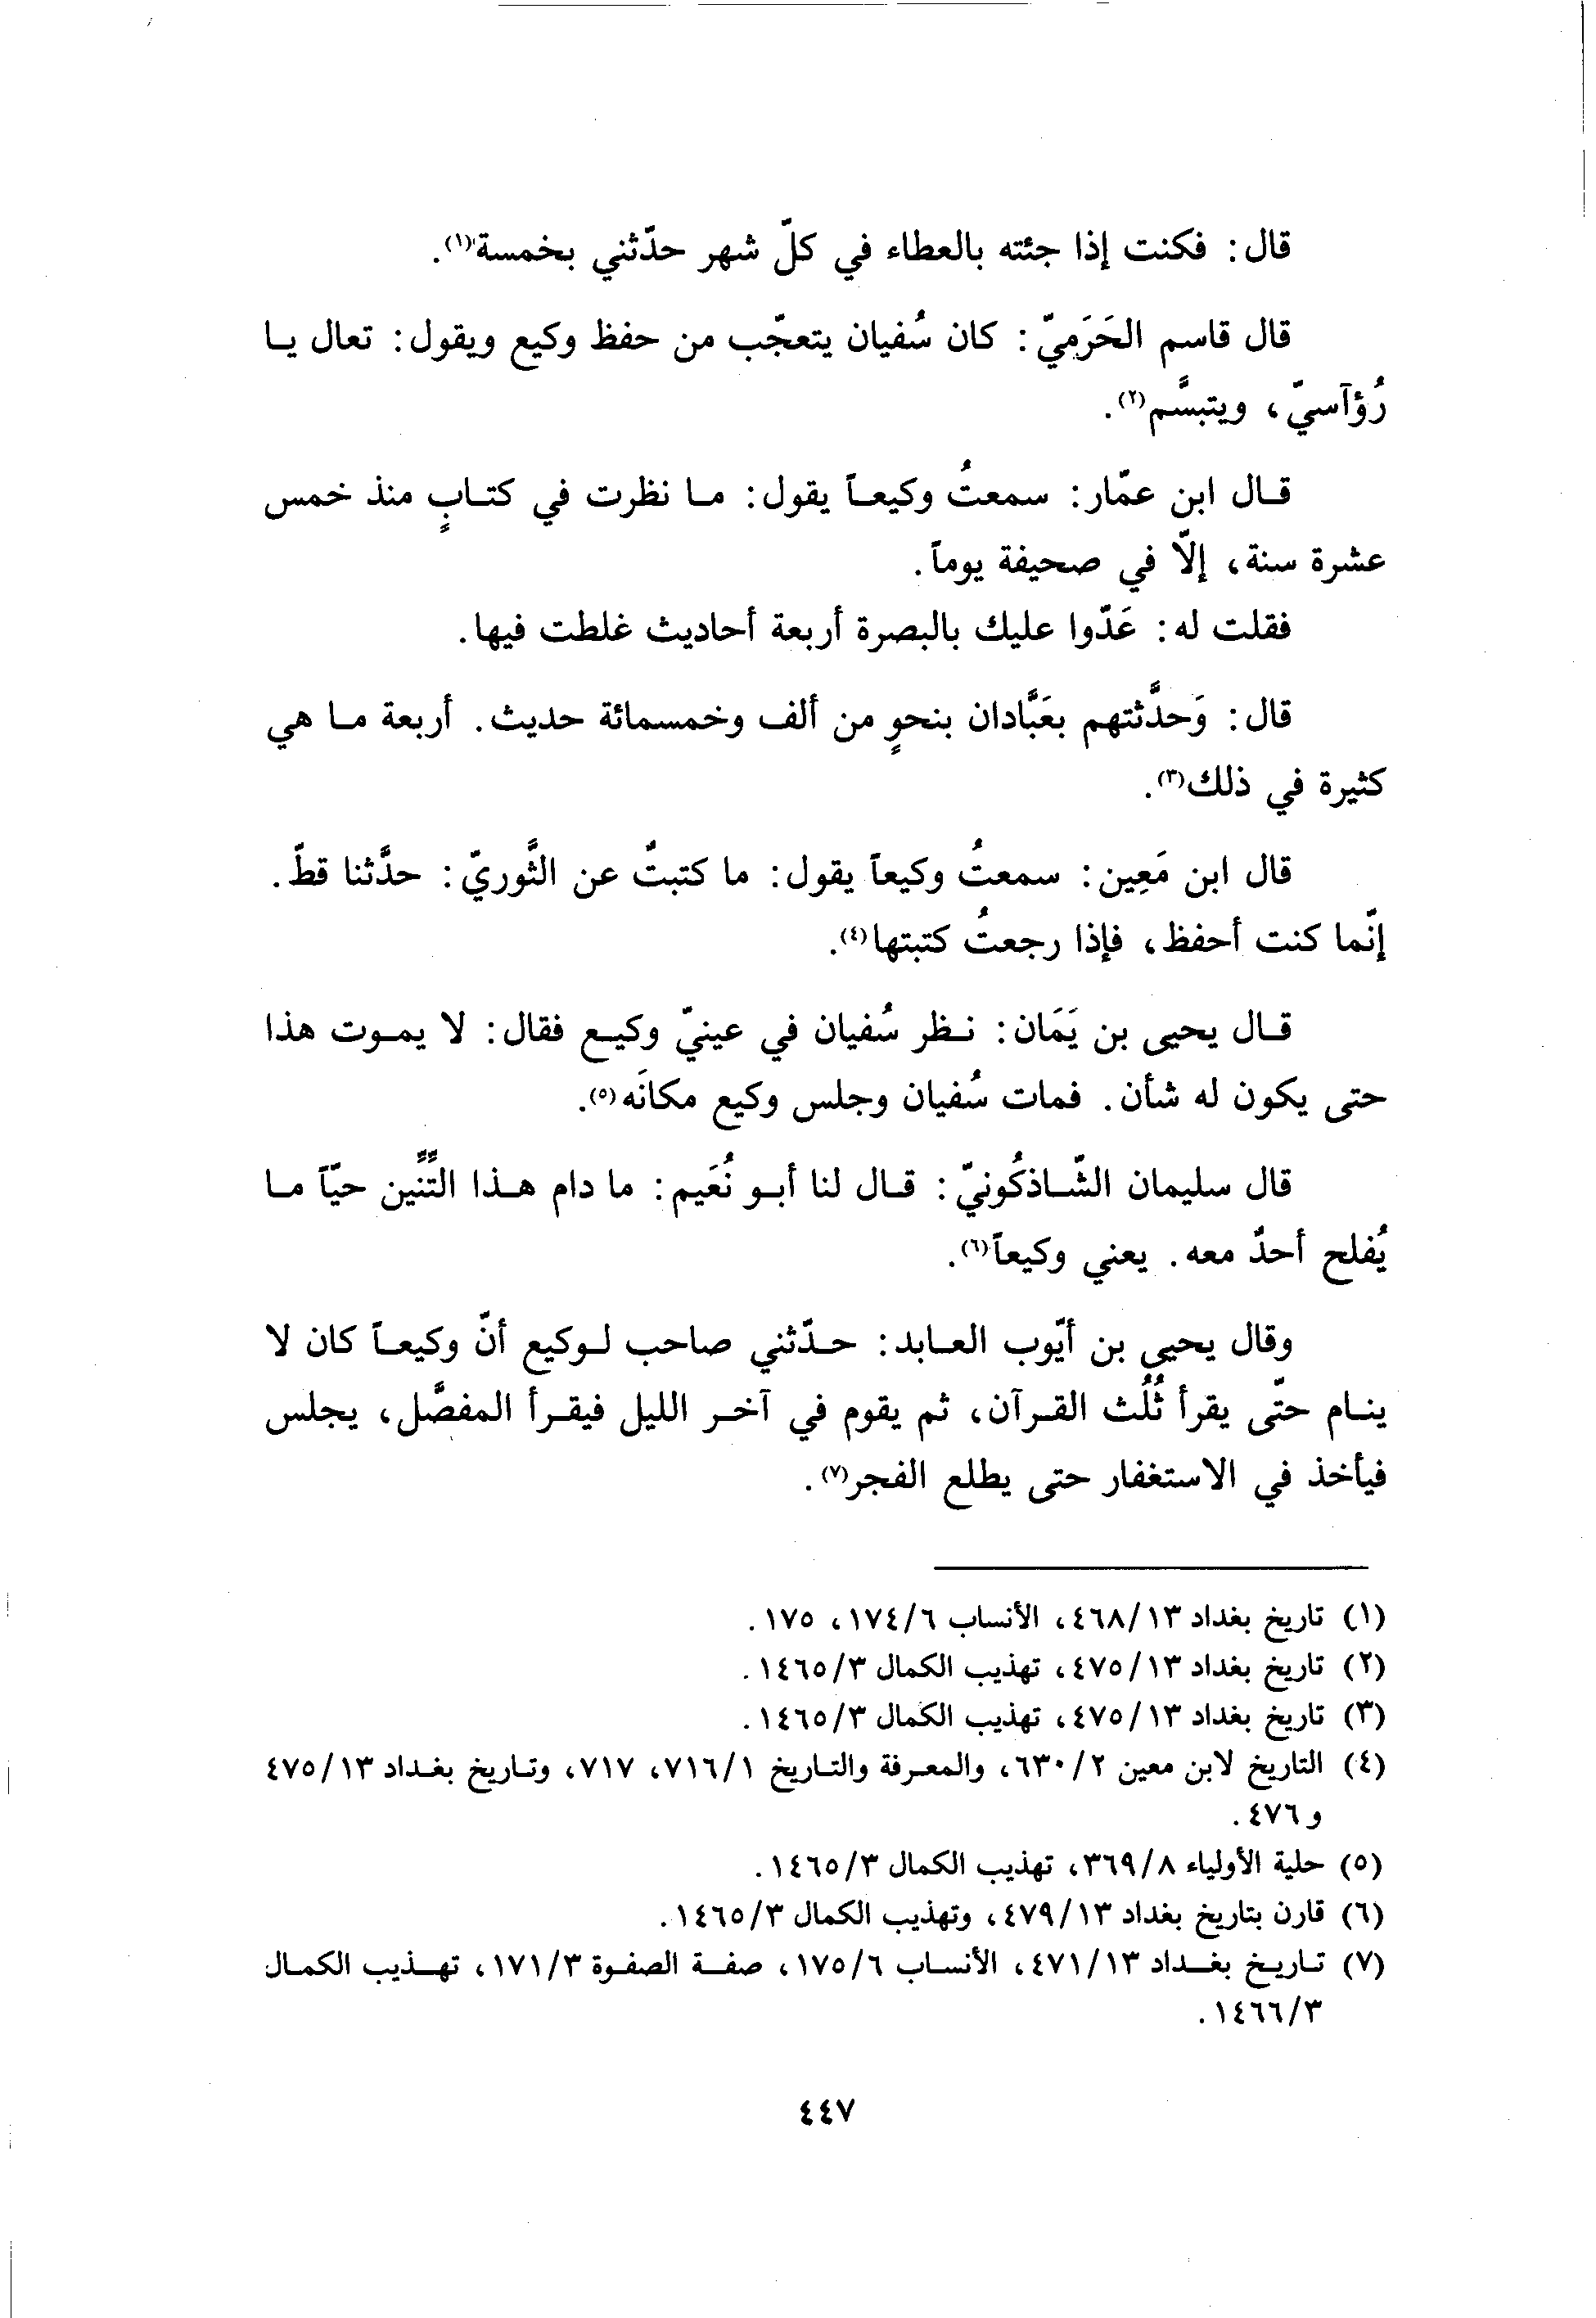 قال: فكنت إذا جئته بالعطاء في كلّ شهر حدّثني بخمسة(١).
قال قاسم الحَرَميّ: كان سُفيان يتعجّب من حفظ وكيع ويقول: تعال يا
رُؤآسيّ، ويتبسَّم(٢).
قال ابن عمّار: سمعتُ وكيعاً يقول: ما نظرت في كتابٍ منذ خمس
عشرة سنة، إلّا في صحيفة يوماً.
فقلت له: عَدّوا عليك بالبصرة أربعة أحاديث غلطت فيها.
قال: وَحدَّثتهم بعَبَّادان بنحوٍ من ألف وخمسمائة حديث. أربعة ما هي
كثيرة في ذلك(٣).
قال ابن مَعِين: سمعتُ وكيعاً يقول: ما كتبتُ عن الثَّوريّ: حدَّثنا قطّ.
إنّما كنت أحفظ، فإذا رجعتُ كتبتها(٤).
قال يحيى بن يَمَان: نظر سُفيان في عينيّ وكيع فقال: لا يموت هذا
حتى يكون له شأن. فمات سُفيان وجلس وكيع مكانَه(٥).
قال سليمان الشّاذكُونيّ: قال لنا أبو نُعَيم: ما دام هذا التِّنِّين حيّاً ما
يُفلح أحدٌ معه. يعني وكيعاً(٦).
وقال يحيى بن أيّوب العابد: حدّثني صاحب لوكيع أنّ وكيعاً كان لا
ينام حتّى يقرأ ثُلُث القرآن، ثم يقوم في آخر الليل فيقرأ المفصَّل، يجلس
فيأخذ في الاستغفار حتى يطلع الفجر(٧).
(١) تاريخ بغداد ٤٦٨/١٣، الأنساب ١٧٤/٦، ١٧٥.
(٢) تاريخ بغداد ٤٧٥/١٣، تهذيب الكمال ١٤٦٥/٣.
(٣) تاريخ بغداد ٤٧٥/١٣، تهذيب الكمال ١٤٦٥/٣.
(٤) التاريخ لابن معين ٦٣٠/٢، والمعرفة والتاريخ ٧١٦/١، ٧١٧، وتاريخ بغداد ٤٧٥/١٣
و ٤٧٦.
(٥) حلية الأولياء ٣٦٩/٨، تهذيب الكمال ١٤٦٥/٣.
(٦) قارن بتاريخ بغداد ٤٧٩/١٣، وتهذيب الكمال ١٤٦٥/٣.
(٧) تاريخ بغداد ٤٧١/١٣، الأنساب ١٧٥/٦، صفة الصفوة ١٧١/٣، تهذيب الكمال
١٤٦٦/٣.
٤٤٧